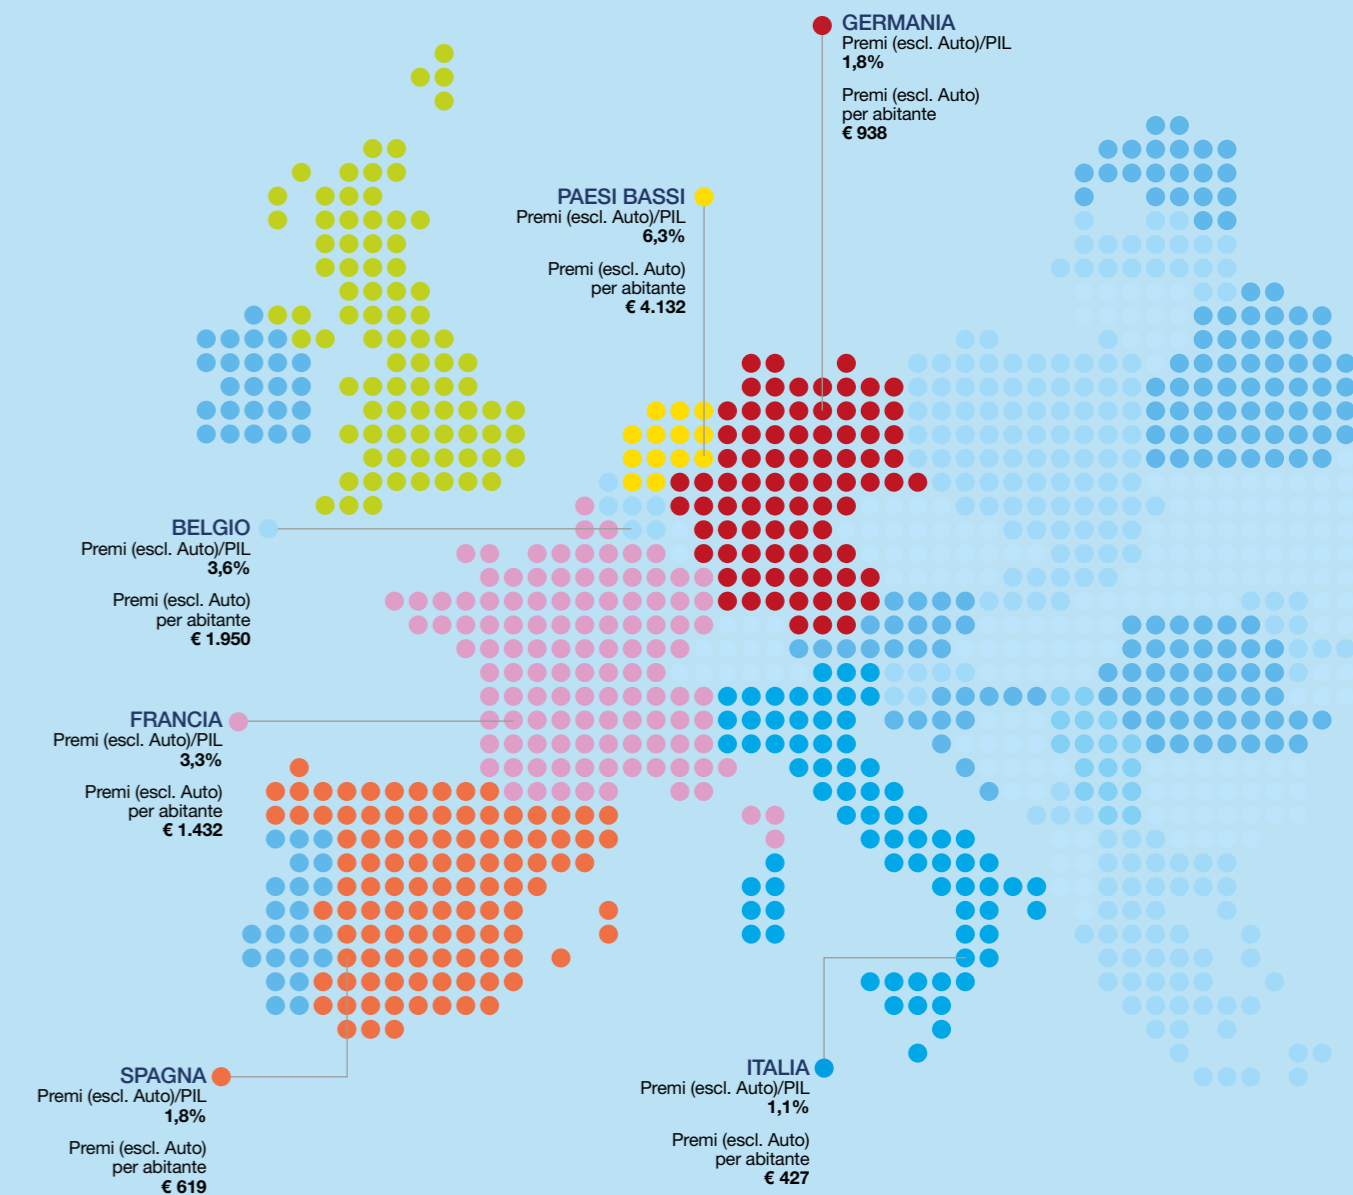 GERMANIA
Premi (escl. Auto)/PIL
1,8%
Premi (escl. Auto)
per abitante
€ 938
PAESI BASSI
Premi (escl. Auto)/PIL
6,3%
Premi (escl. Auto)
per abitante
€ 4.132
BELGIO
Premi (escl. Auto)/PIL
3,6%
Premi (escl. Auto)
per abitante
€ 1.950
FRANCIA
Premi (escl. Auto)/PIL
3,3%
Premi (escl. Auto)
per abitante
€ 1.432
SPAGNA
Premi (escl. Auto)/PIL
1,8%
Premi (escl. Auto)
per abitante
€ 619
ITALIA
Premi (escl. Auto)/PIL
1,1%
Premi (escl. Auto)
per abitante
€ 427